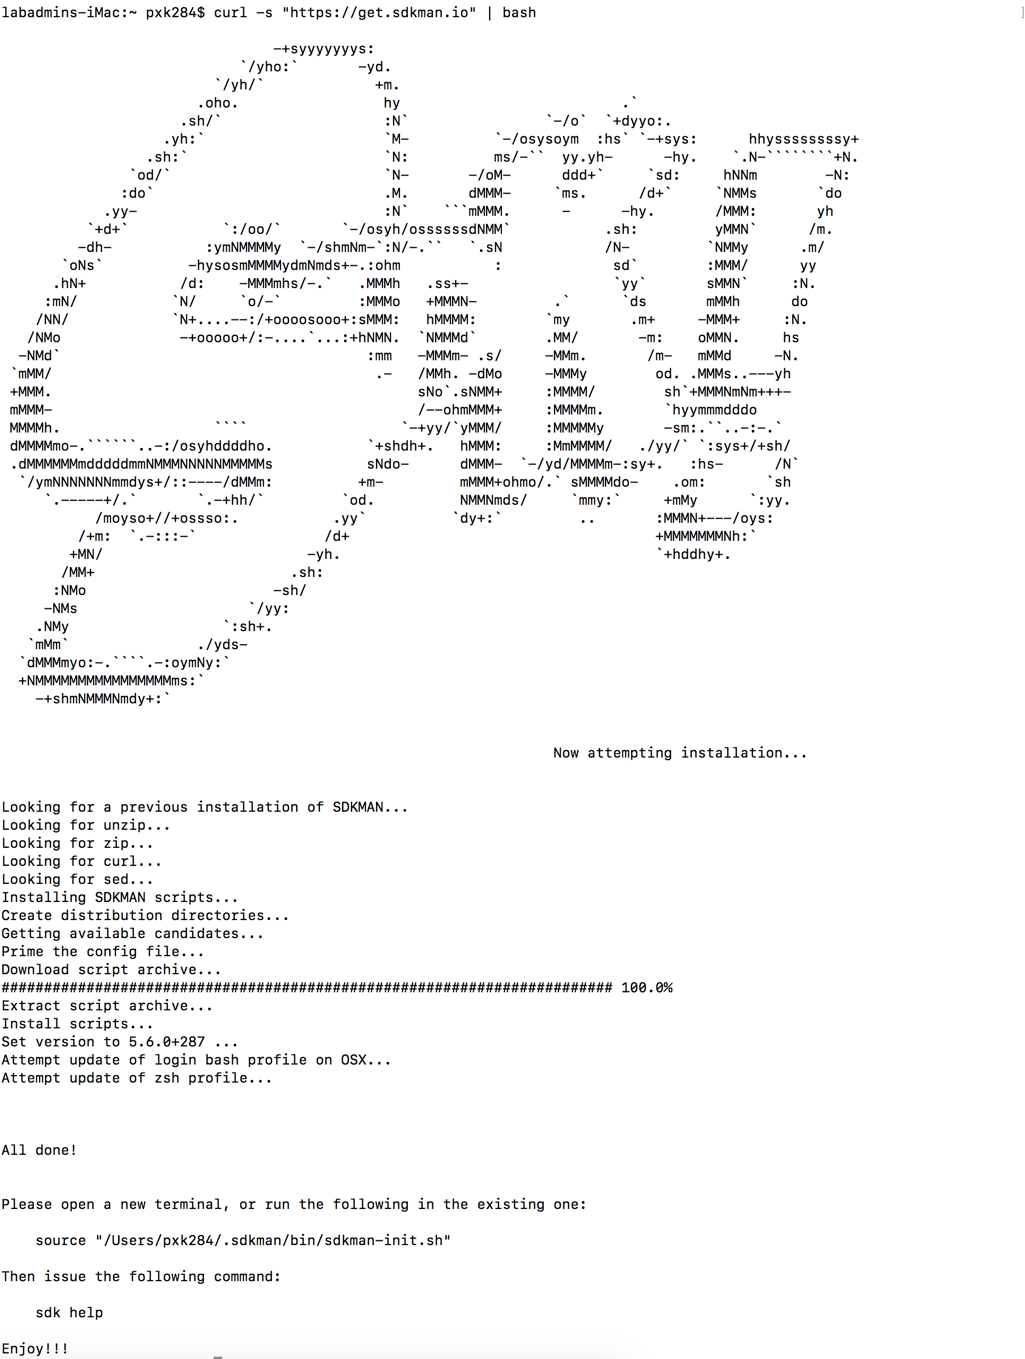 labadmins-iMac:~ pxk284$ curl -s "https://get.sdkman.io" | bash
Now attempting installation...
Looking for a previous installation of SDKMAN...
Looking for unzip...
Looking for zip...
Looking for curl...
Looking for sed...
Installing SDKMAN scripts...
Create distribution directories...
Getting available candidates...
Prime the config file...
Download script archive...
######################################################################## 100.0%
Extract script archive...
Install scripts...
Set version to 5.6.0+287 ...
Attempt update of login bash profile on OSX...
Attempt update of zsh profile...
All done!
Please open a new terminal, or run the following in the existing one:
source "/Users/pxk284/.sdkman/bin/sdkman-init.sh"
Then issue the following command:
sdk help
Enjoy!!!